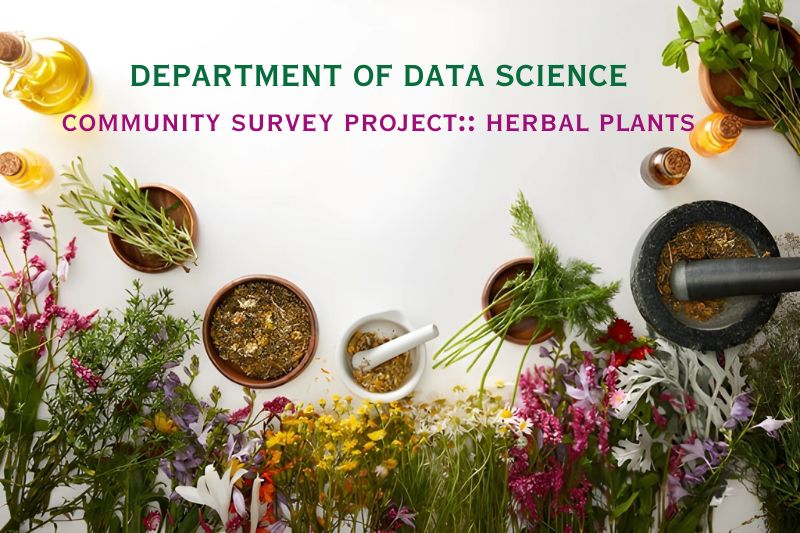 DEPARTMENT OF DATA SCIENCE
COMMUNITY SURVEY PROJECT:: HERBAL PLANTS